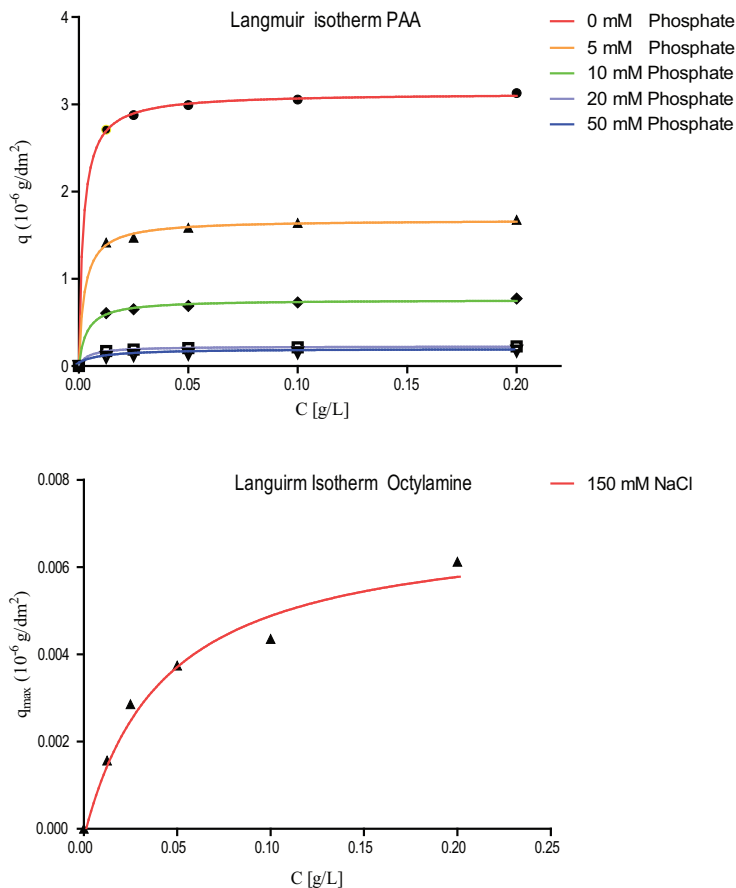 Langmuir isotherm PAA
0 mM Phosphate
5 mM Phosphate
10 mM Phosphate
20 mM Phosphate
50 mM Phosphate
4
3
2
1
0
q (10⁻⁶ g/dm²)
0.00 0.05 0.10 0.15 0.20
C [g/L]
Languirm Isotherm Octylamine
150 mM NaCl
0.008
0.006
0.004
0.002
0.000
qmax (10⁻⁶ g/dm²)
0.00 0.05 0.10 0.15 0.20 0.25
C [g/L]